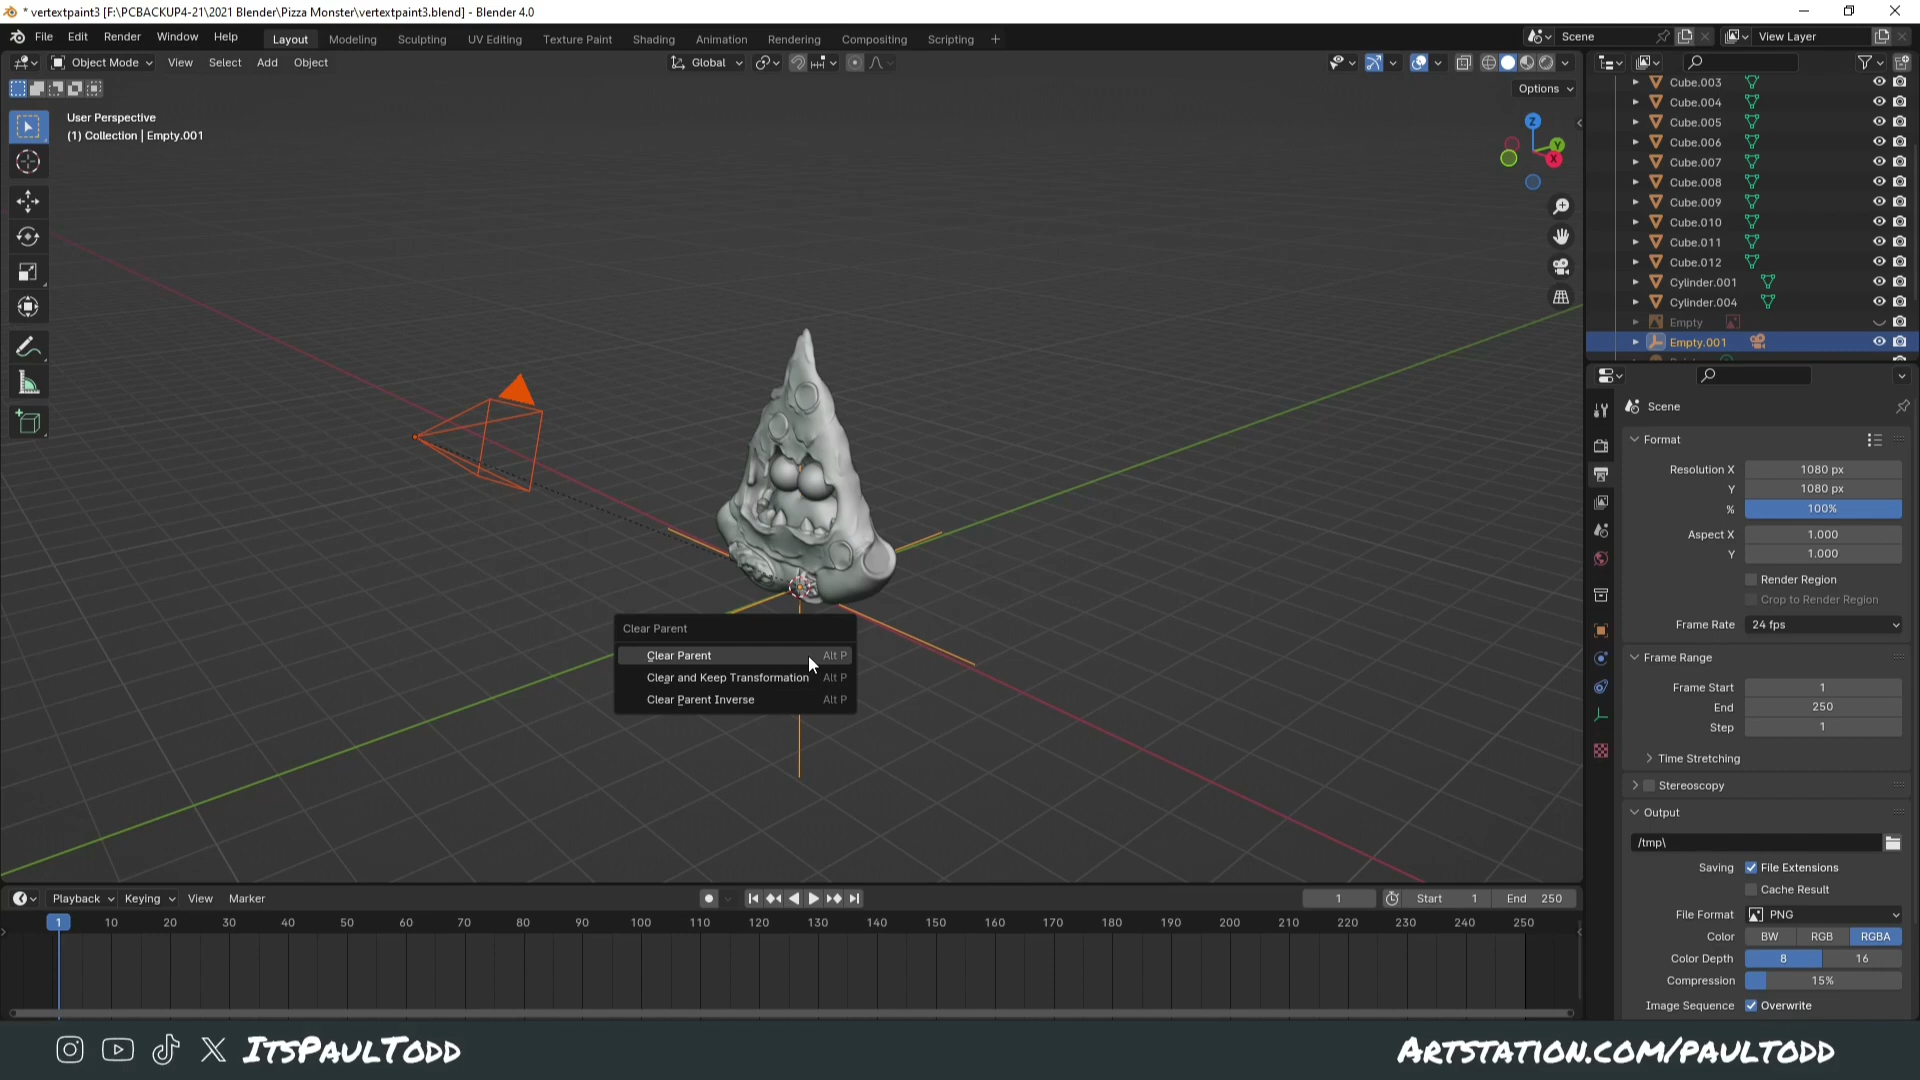 * vertextpaint3 [F:\PCBACKUP4-21\2021 Blender\Pizza Monster\vertextpaint3.blend] - Blender 4.0
File Edit Render Window Help
Layout Modeling Sculpting UV Editing Texture Paint Shading Animation Rendering Compositing Scripting +
Scene
View Layer
Object Mode View Select Add Object
Global
Options
User Perspective
(1) Collection | Empty.001
Z
Y
X
Cube.003
Cube.004
Cube.005
Cube.006
Cube.007
Cube.008
Cube.009
Cube.010
Cube.011
Cube.012
Cylinder.001
Cylinder.004
Empty
Empty.001
Clear Parent
Clear Parent Alt P
Clear and Keep Transformation Alt P
Clear Parent Inverse Alt P
Scene
Format
Resolution X 1080 px
Y 1080 px
% 100%
Aspect X 1.000
Y 1.000
Render Region
Crop to Render Region
Frame Rate 24 fps
Frame Range
Frame Start 1
End 250
Step 1
Time Stretching
Stereoscopy
Output
/tmp\
Saving File Extensions
Cache Result
File Format PNG
Color BW RGB RGBA
Color Depth 8 16
Compression 15%
Image Sequence Overwrite
Playback Keying View Marker
1 Start 1 End 250
1 10 20 30 40 50 60 70 80 90 100 110 120 130 140 150 160 170 180 190 200 210 220 230 240 250
ItsPaulTodd
Artstation.com/paultodd